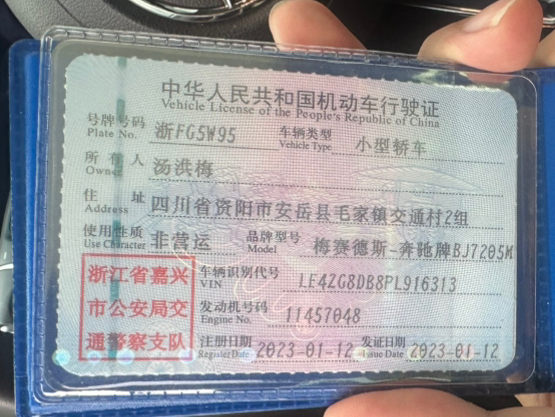 中华人民共和国机动车行驶证
Vehicle License of the People's Republic of China
号牌号码 浙FG5W95 车辆类型 小型轿车
Plate No. Vehicle Type
所有人 汤洪梅
Owner
住址 四川省资阳市安岳县毛家镇交通村2组
Address
使用性质 非营运 品牌型号 梅赛德斯-奔驰牌BJ7205M
Use Character Model
浙江省嘉兴
市公安局交
通警察支队
车辆识别代号 LE4ZG8DB8PL916313
VIN
发动机号码 11457048
Engine No.
注册日期 2023-01-12 发证日期 2023-01-12
Register Date Issue Date